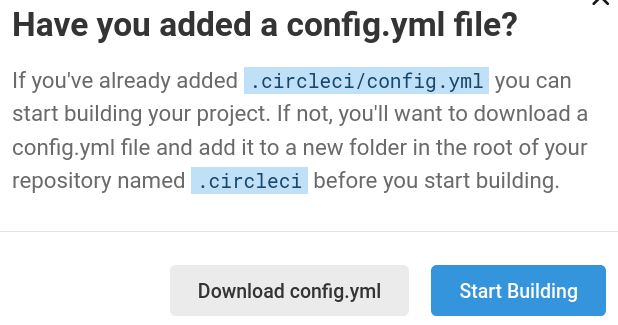 Have you added a config.yml file?
If you've already added .circleci/config.yml you can
start building your project. If not, you'll want to download a
config.yml file and add it to a new folder in the root of your
repository named .circleci before you start building.
Download config.yml
Start Building